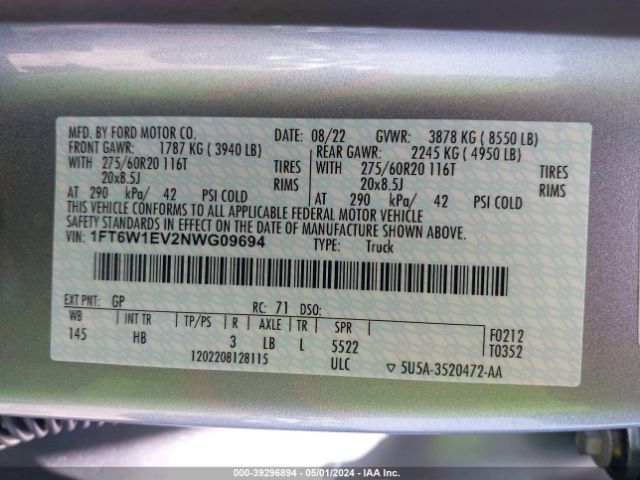 MFD. BY FORD MOTOR CO. DATE: 08/22 GVWR: 3878 KG ( 8550 LB)
FRONT GAWR: 1787 KG ( 3940 LB) REAR GAWR: 2245 KG ( 4950 LB)
WITH 275/60R20 116T TIRES WITH 275/60R20 116T TIRES
20x8.5J RIMS 20x8.5J RIMS
AT 290 kPa/ 42 PSI COLD AT 290 kPa/ 42 PSI COLD
THIS VEHICLE CONFORMS TO ALL APPLICABLE FEDERAL MOTOR VEHICLE
SAFETY STANDARDS IN EFFECT ON THE DATE OF MANUFACTURE SHOWN ABOVE.
VIN: 1FT6W1EV2NWG09694 TYPE: Truck
EXT PNT: GP RC: 71 DSO:
WB INT TR TP/PS R AXLE TR SPR F0212
145 HB 3 LB L 5522 T0352
1202208128115 ULC ▽ 5U5A-3520472-AA
000-39296894 - 05/01/2024 - IAA Inc.